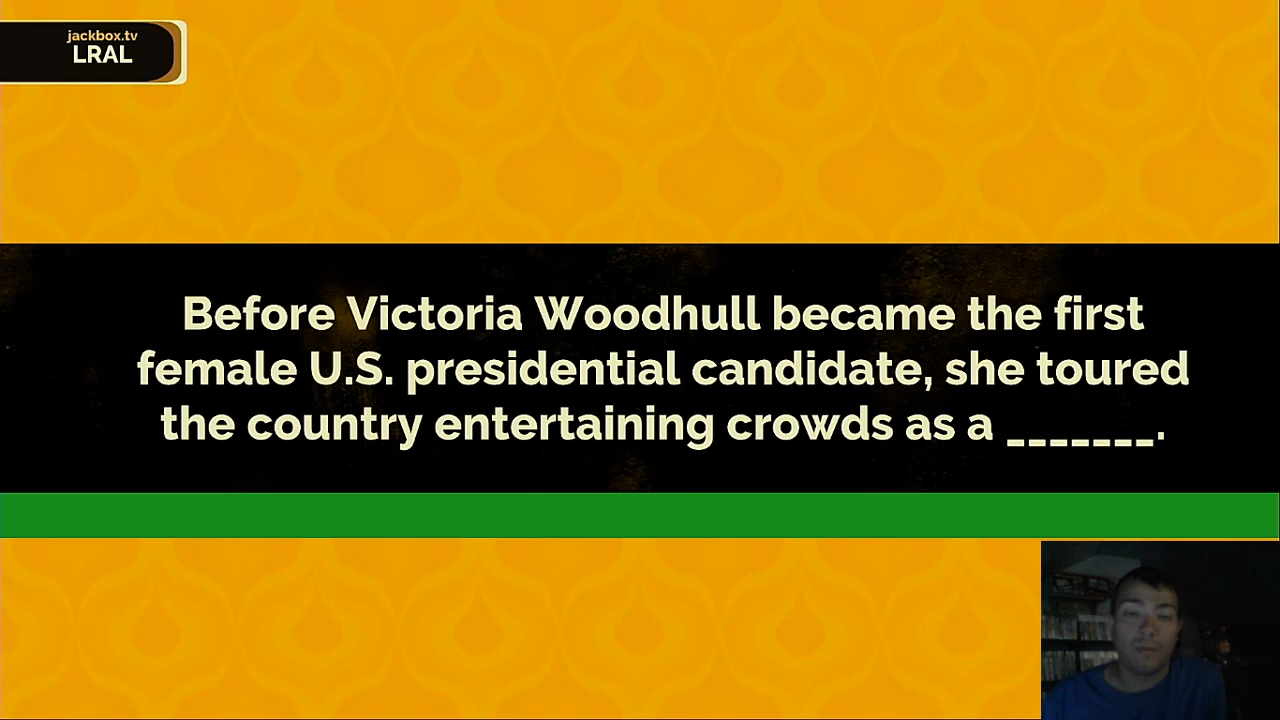 jackbox.tv
LRAL
Before Victoria Woodhull became the first
female U.S. presidential candidate, she toured
the country entertaining crowds as a _______.